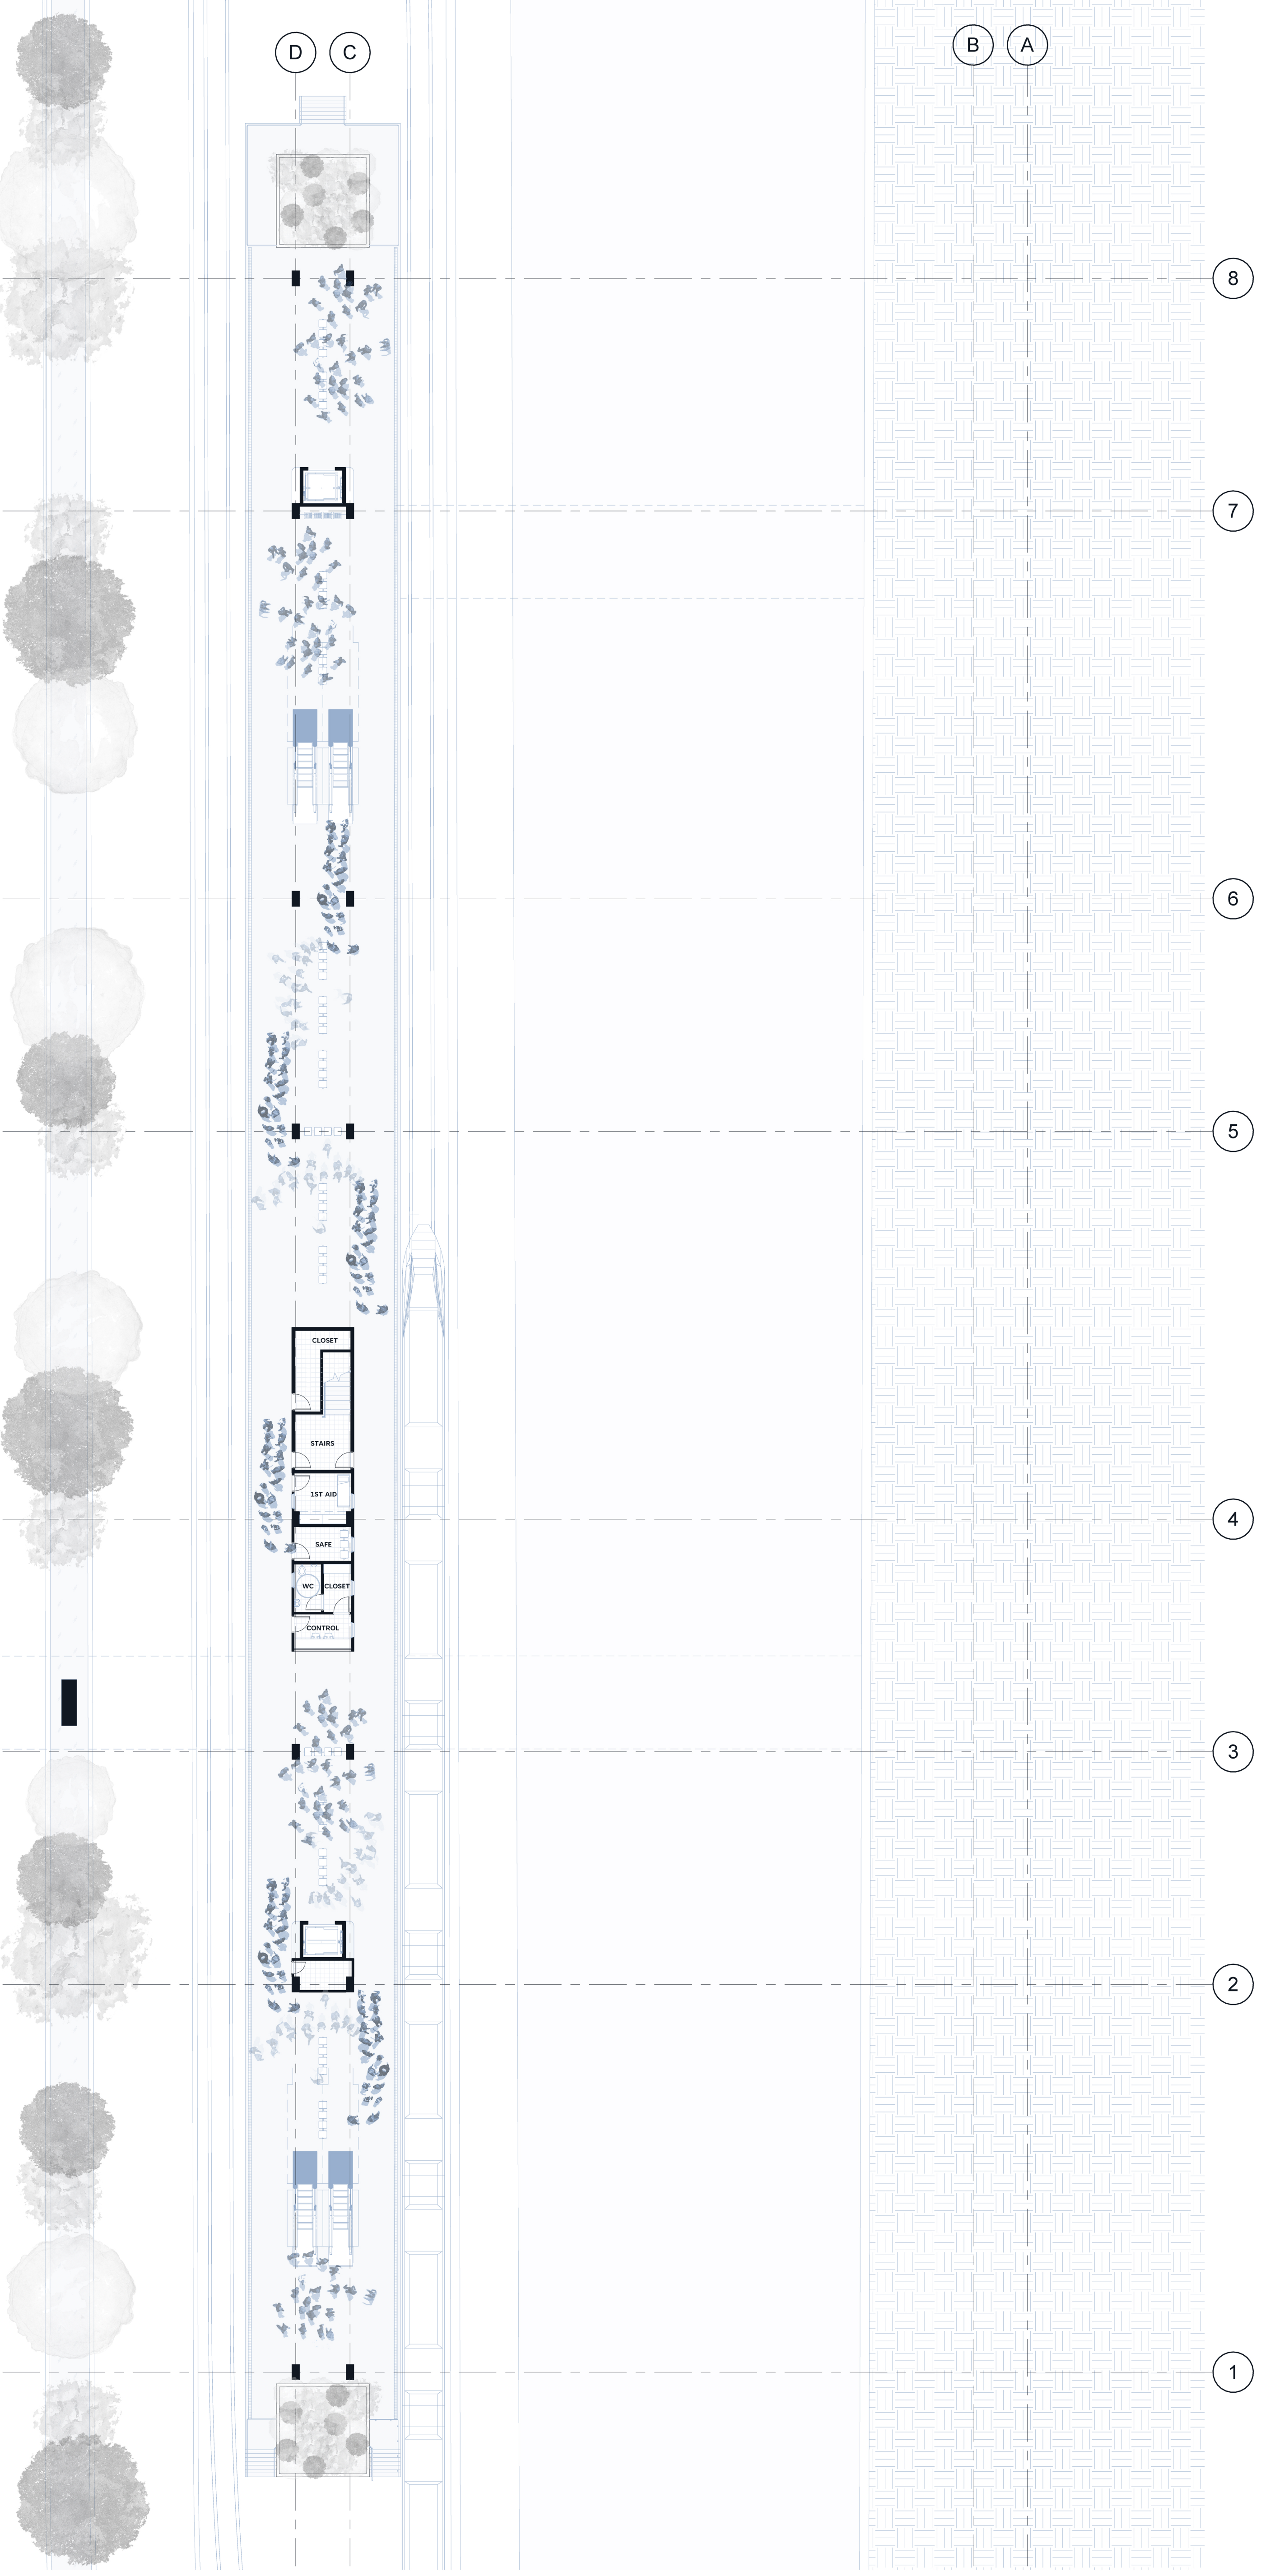 D C B A
8
7
6
5
CLOSET
STAIRS
1ST AID
4
SAFE
WC CLOSET
CONTROL
3
2
1